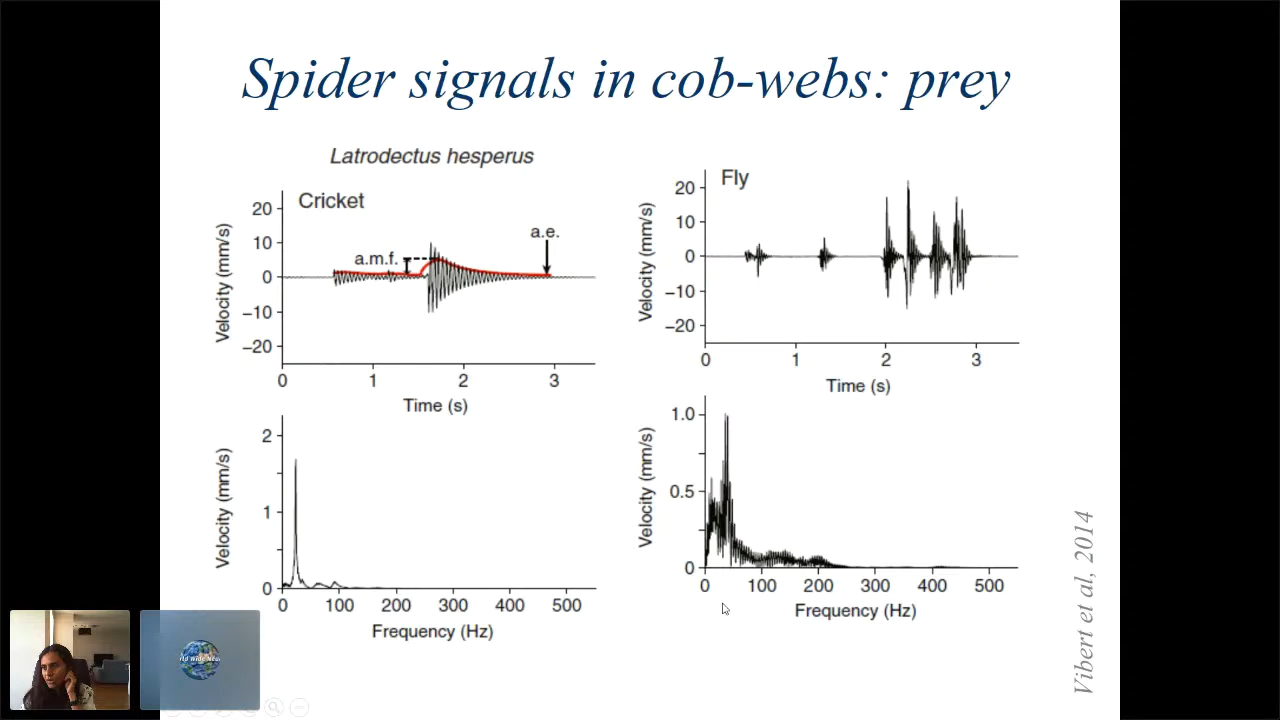 Spider signals in cob-webs: prey
Latrodectus hesperus
Cricket
Velocity (mm/s)
20
10
0
−10
−20
a.m.f.
a.e.
0 1 2 3
Time (s)
Fly
Velocity (mm/s)
20
10
0
−10
−20
0 1 2 3
Time (s)
Velocity (mm/s)
2
1
0
0 100 200 300 400 500
Frequency (Hz)
Velocity (mm/s)
1.0
0.5
0
0 100 200 300 400 500
Frequency (Hz)
Vibert et al, 2014